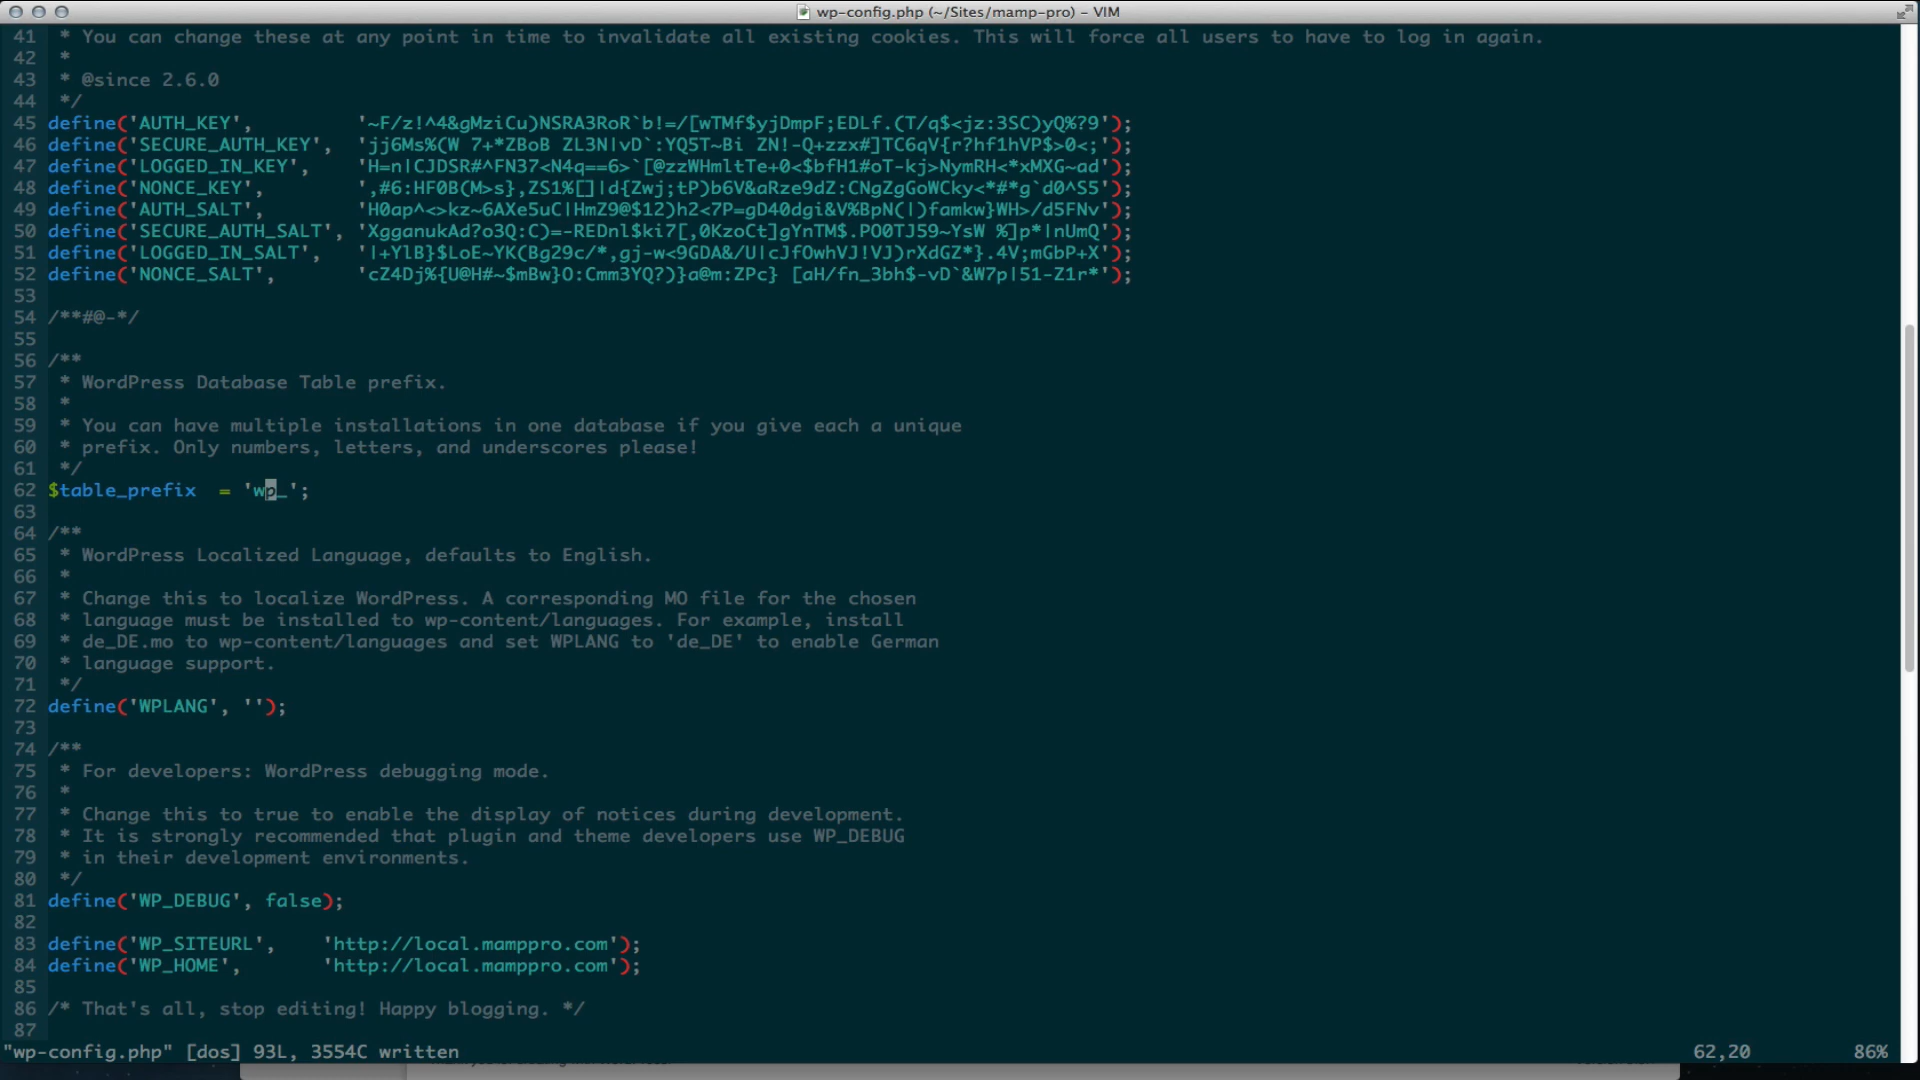 wp-config.php (~/Sites/mamp-pro) - VIM
41  * You can change these at any point in time to invalidate all existing cookies. This will force all users to have to log in again.
42  *
43  * @since 2.6.0
44  */
45 define('AUTH_KEY',         '~F/z!^4&gMziCu)NSRA3RoR`b!=/[wTMf$yjDmpF;EDLf.(T/q$<jz:3SC)yQ%?9');
46 define('SECURE_AUTH_KEY',  'jj6Ms%(W 7+*ZBoB ZL3N|vD`:YQ5T~Bi ZN!-Q+zzx#]TC6qV{r?hf1hVP$>0<;');
47 define('LOGGED_IN_KEY',    'H=n|CJDSR#^FN37<N4q==6>`[@zzWHmltTe+0<$bfH1#oT-kj>NymRH<*xMXG~ad');
48 define('NONCE_KEY',        ',#6:HF0B(M>s},ZS1%[]|d{Zwj;tP)b6V&aRze9dZ:CNgZgGoWCky<*#*g`d0^S5');
49 define('AUTH_SALT',        'H0ap^<>kz~6AXe5uC|HmZ9@$12)h2<7P=gD40dgi&V%BpN(|)famkw}WH>/d5FNv');
50 define('SECURE_AUTH_SALT', 'XgganukAd?o3Q:C)=-REDnl$ki7[,0KzoCt]gYnTM$.PO0TJ59~YsW %]p*|nUmQ');
51 define('LOGGED_IN_SALT',   '|+YlB}$LoE~YK(Bg29c/*,gj-w<9GDA&/U|cJfOwhVJ!VJ)rXdGZ*}.4V;mGbP+X');
52 define('NONCE_SALT',       'cZ4Dj%{U@H#~$mBw}O:Cmm3YQ?)}a@m:ZPc} [aH/fn_3bh$-vD`&W7p|51-Z1r*');
53
54 /**#@-*/
55
56 /**
57  * WordPress Database Table prefix.
58  *
59  * You can have multiple installations in one database if you give each a unique
60  * prefix. Only numbers, letters, and underscores please!
61  */
62 $table_prefix  = 'wp_';
63
64 /**
65  * WordPress Localized Language, defaults to English.
66  *
67  * Change this to localize WordPress. A corresponding MO file for the chosen
68  * language must be installed to wp-content/languages. For example, install
69  * de_DE.mo to wp-content/languages and set WPLANG to 'de_DE' to enable German
70  * language support.
71  */
72 define('WPLANG', '');
73
74 /**
75  * For developers: WordPress debugging mode.
76  *
77  * Change this to true to enable the display of notices during development.
78  * It is strongly recommended that plugin and theme developers use WP_DEBUG
79  * in their development environments.
80  */
81 define('WP_DEBUG', false);
82
83 define('WP_SITEURL',    'http://local.mamppro.com');
84 define('WP_HOME',       'http://local.mamppro.com');
85
86 /* That's all, stop editing! Happy blogging. */
87
"wp-config.php" [dos] 93L, 3554C written 62,20 86%